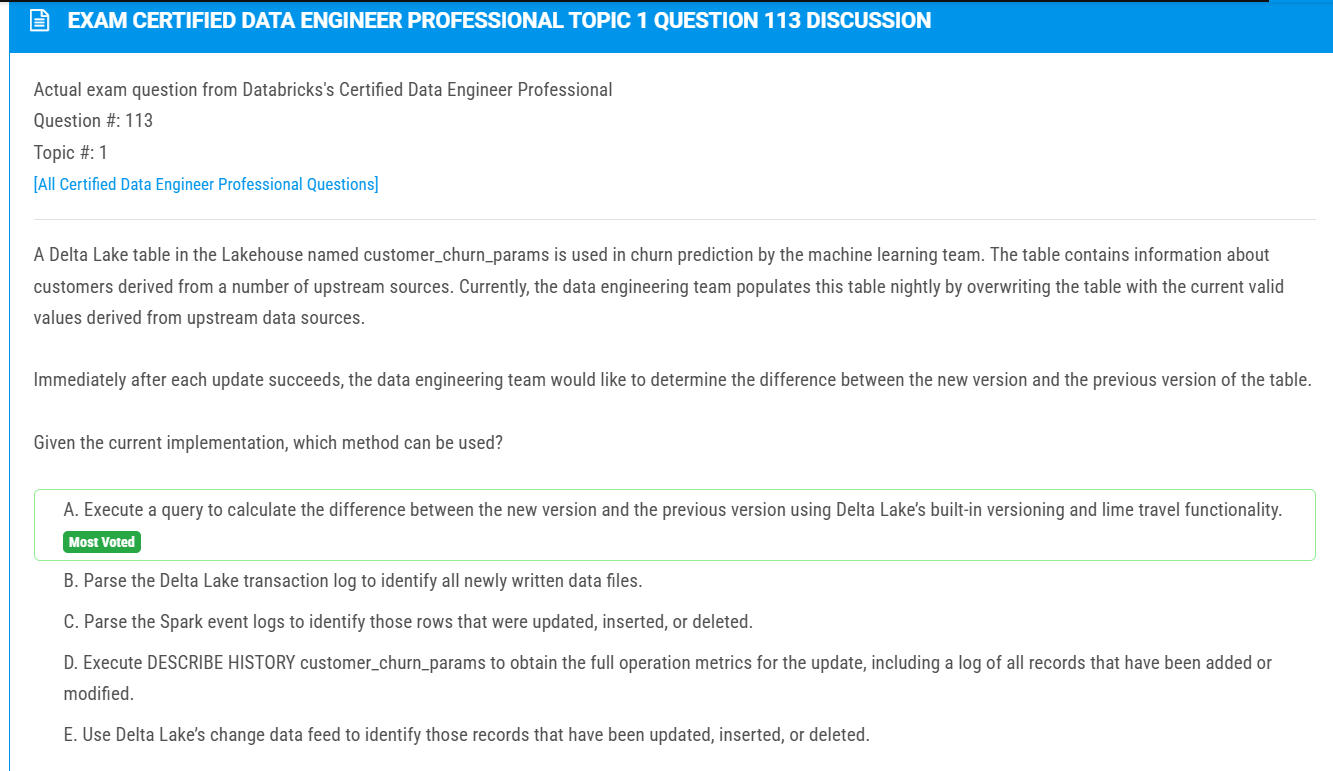 EXAM CERTIFIED DATA ENGINEER PROFESSIONAL TOPIC 1 QUESTION 113 DISCUSSION
Actual exam question from Databricks's Certified Data Engineer Professional
Question #: 113
Topic #: 1
[All Certified Data Engineer Professional Questions]
A Delta Lake table in the Lakehouse named customer_churn_params is used in churn prediction by the machine learning team. The table contains information about
customers derived from a number of upstream sources. Currently, the data engineering team populates this table nightly by overwriting the table with the current valid
values derived from upstream data sources.
Immediately after each update succeeds, the data engineering team would like to determine the difference between the new version and the previous version of the table.
Given the current implementation, which method can be used?
A. Execute a query to calculate the difference between the new version and the previous version using Delta Lake’s built-in versioning and lime travel functionality.
Most Voted
B. Parse the Delta Lake transaction log to identify all newly written data files.
C. Parse the Spark event logs to identify those rows that were updated, inserted, or deleted.
D. Execute DESCRIBE HISTORY customer_churn_params to obtain the full operation metrics for the update, including a log of all records that have been added or
modified.
E. Use Delta Lake’s change data feed to identify those records that have been updated, inserted, or deleted.